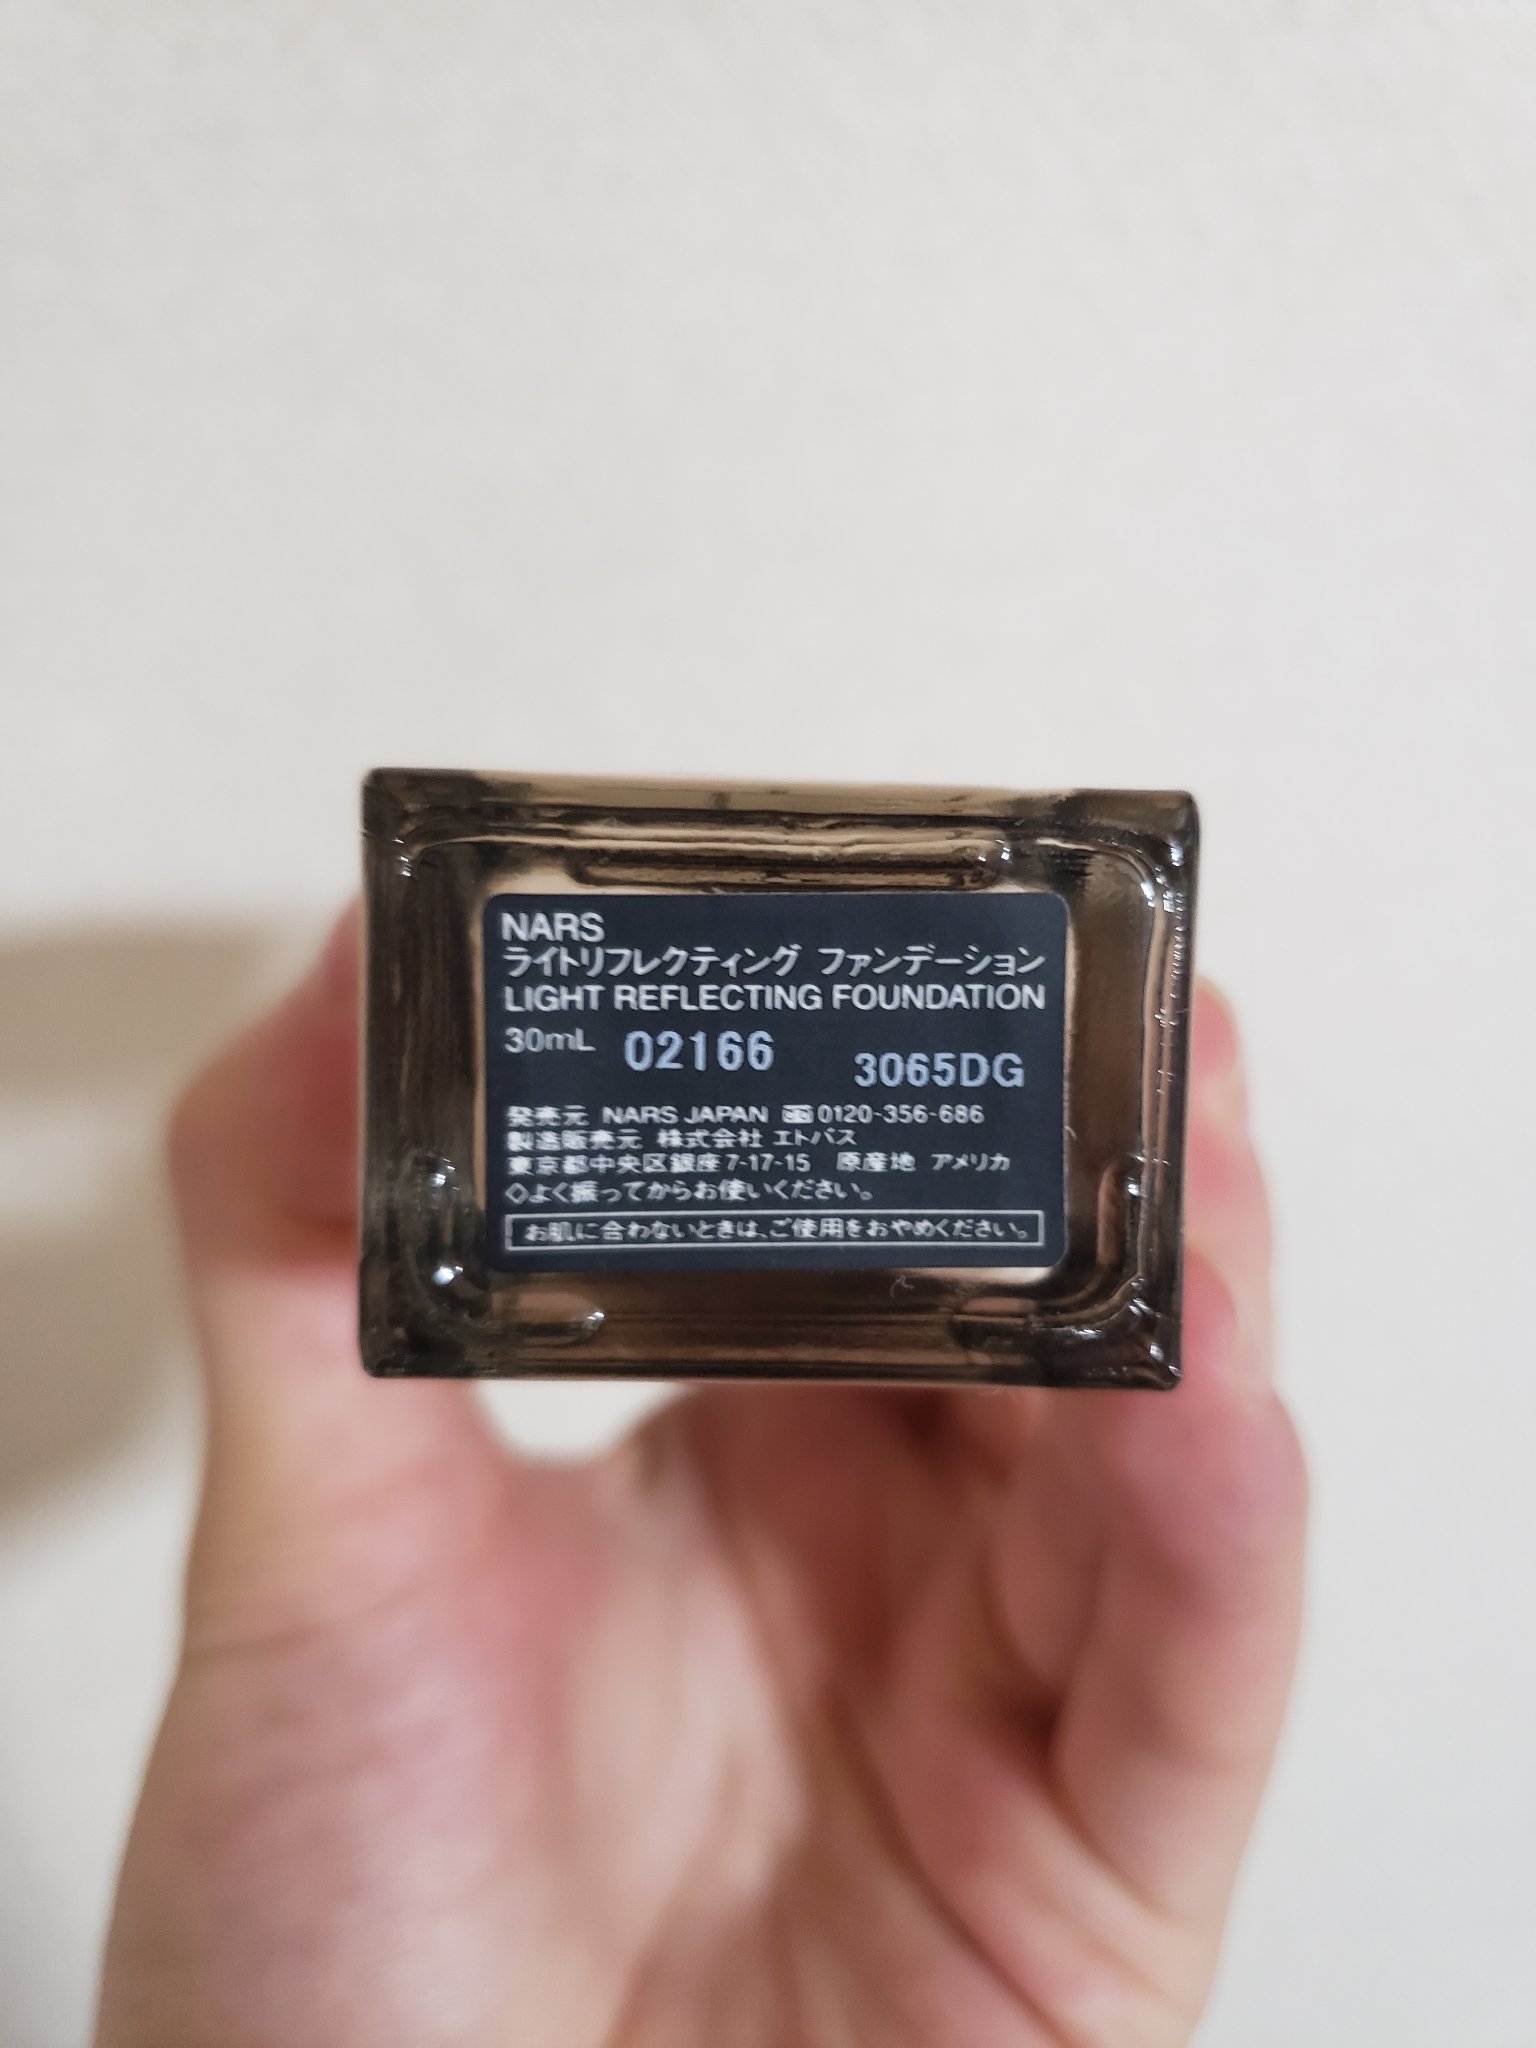 NARS
ライトリフレクティング ファンデーション
LIGHT REFLECTING FOUNDATION
30mL 02166 3065DG
発売元 NARS JAPAN 0120-356-686
製造販売元 株式会社 エトバス
東京都中央区銀座7-17-15 原産地 アメリカ
◇よく振ってからお使いください。
お肌に合わないときは、ご使用をおやめください。